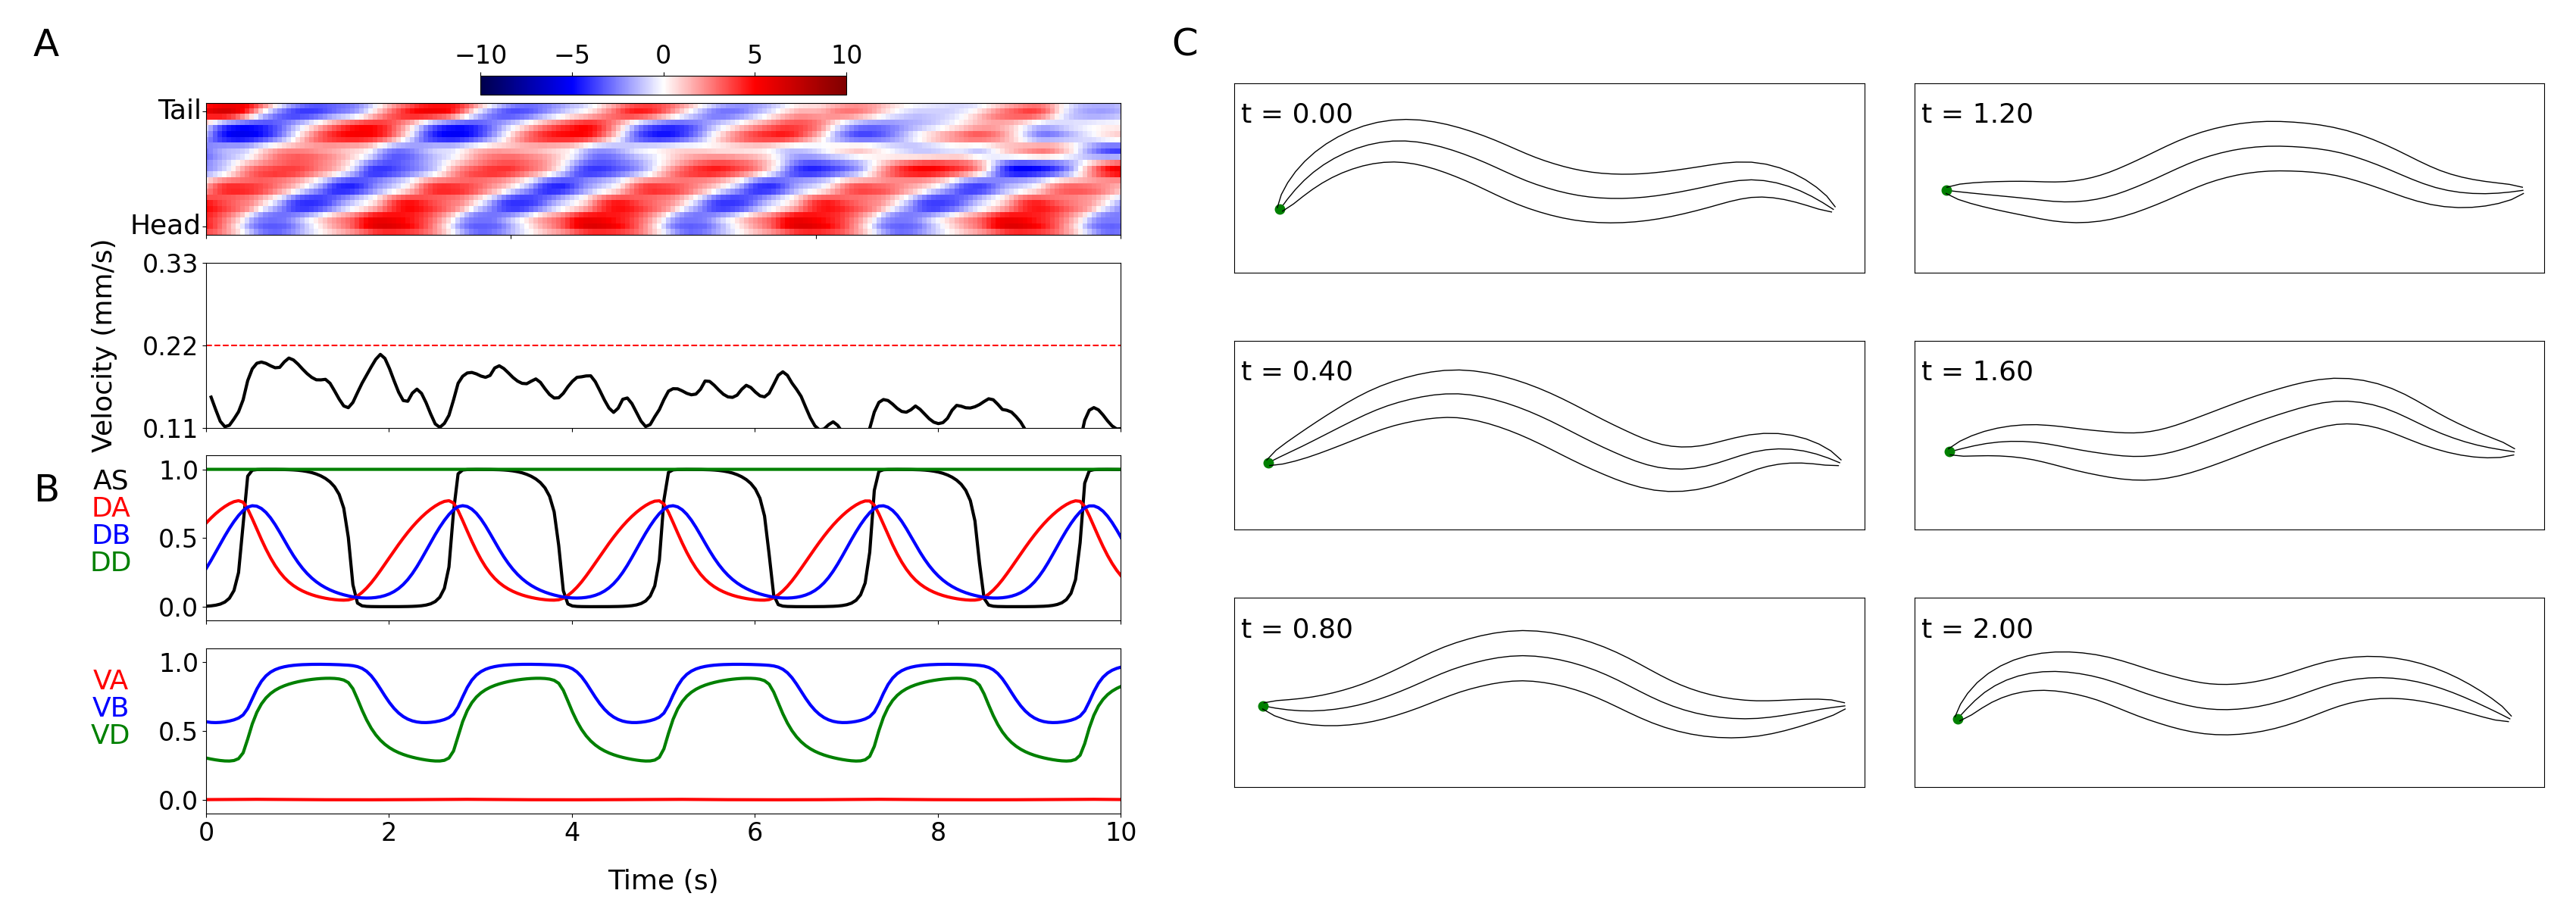 A
−10 −5 0 5 10
Tail
Head
Velocity (mm/s)
0.33
0.22
0.11
B
AS
DA
DB
DD
1.0
0.5
0.0
VA
VB
VD
1.0
0.5
0.0
0 2 4 6 8 10
Time (s)
C
t = 0.00
t = 1.20
t = 0.40
t = 1.60
t = 0.80
t = 2.00